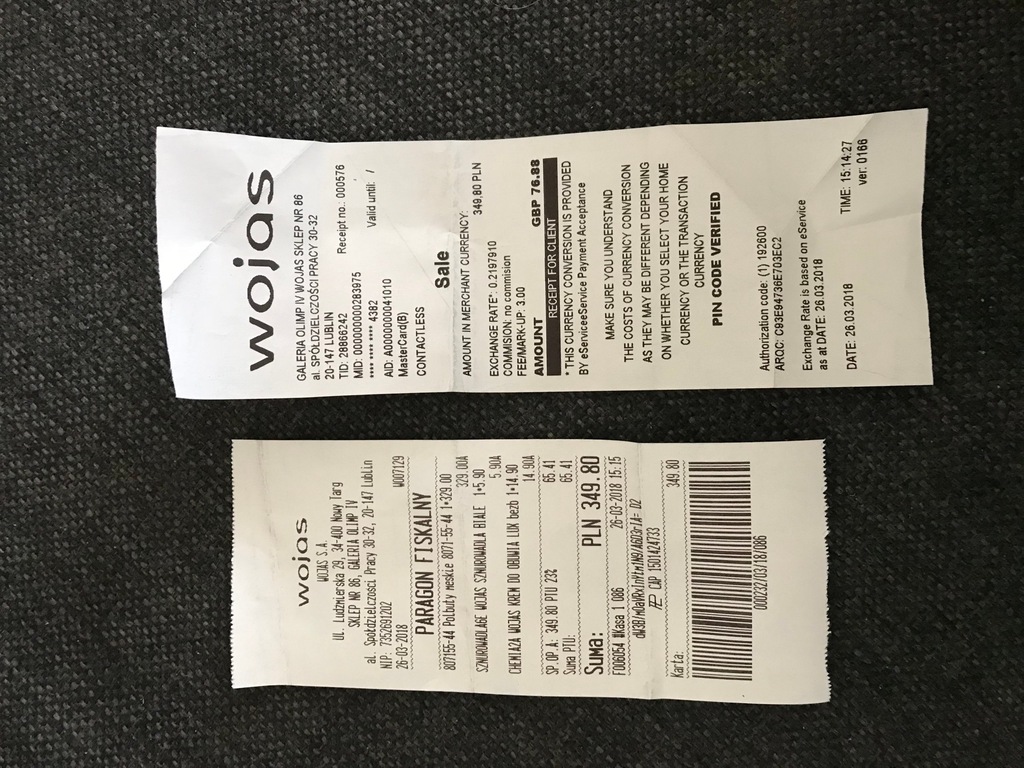 wojas
GALERIA OLIMP IV WOJAS SKLEP NR 86
al. SPÓŁDZIELCZOŚCI PRACY 30-32
20-147 LUBLIN
TID: 28866242 Receipt no.: 000576
MID: 000000000283975
**** **** **** 4382 Valid until: /
AID: A0000000041010
MasterCard(B)
CONTACTLESS
Sale
AMOUNT IN MERCHANT CURRENCY:
349,80 PLN
EXCHANGE RATE*: 0.2197910
COMMISION: no commision
FEE/MARK-UP: 3.00
AMOUNT GBP 76.88
RECEIPT FOR CLIENT
* THIS CURRENCY CONVERSION IS PROVIDED
BY eServiceeService Payment Acceptance
MAKE SURE YOU UNDERSTAND
THE COSTS OF CURRENCY CONVERSION
AS THEY MAY BE DIFFERENT DEPENDING
ON WHETHER YOU SELECT YOUR HOME
CURRENCY OR THE TRANSACTION
CURRENCY
PIN CODE VERIFIED
Authorization code: (1) 192600
ARQC: C93E94736E703EC2
Exchange Rate is based on eService
as at DATE: 26.03.2018
DATE: 26.03.2018 TIME: 15:14:27
ver: 0166
wojas
WOJAS S.A.
Ul. Ludźmierska 29, 34-400 Nowy Targ
SKLEP NR 86, GALERIA OLIMP IV
al. Spółdzielczości Pracy 30-32, 20-147 Lublin
NIP: 7352691202
26-03-2018 W007129
PARAGON FISKALNY
807155-44 Półbuty męskie 8071-55-44 1*329.00
329.00A
SZNUROWADŁAGE WOJAS SZNUROWADŁA BIAŁE 1*5.90
5.90A
CHEMIAZA WOJAS KREM DO OBUWIA LUX bezb 1*14.90
14.90A
SP.OP.A: 349.80 PTU 23% 65.41
Suma PTU: 65.41
Suma: PLN 349.80
F006054 #Kasa 1 086 26-03-2018 15:15
CAP 1501424733
Karta: 349.80
000232/03/18/086